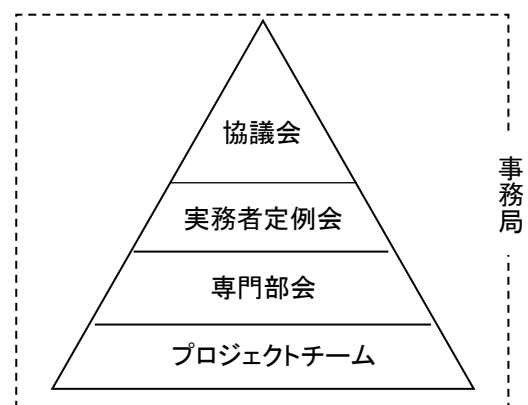 協議会
実務者定例会
専門部会
プロジェクトチーム
事務局